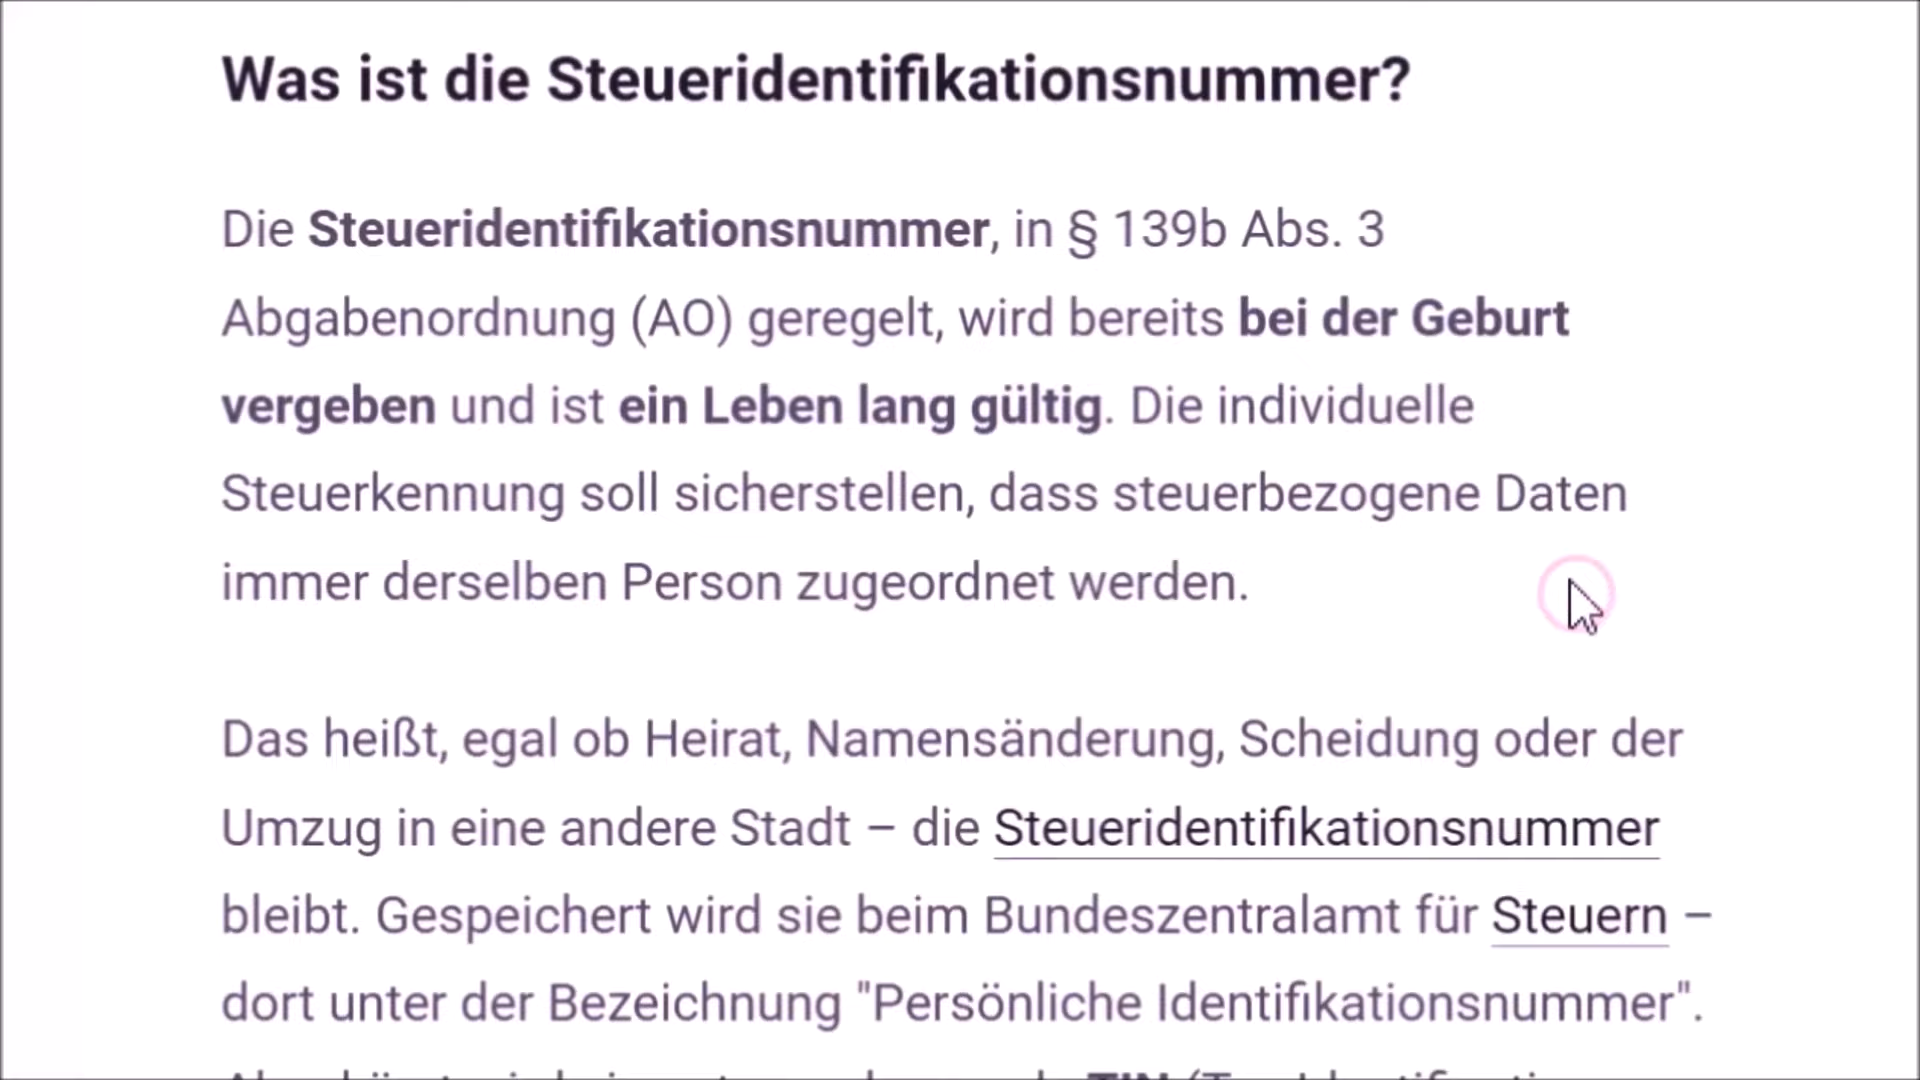 Was ist die Steueridentifikationsnummer?
Die Steueridentifikationsnummer, in § 139b Abs. 3
Abgabenordnung (AO) geregelt, wird bereits bei der Geburt
vergeben und ist ein Leben lang gültig. Die individuelle
Steuerkennung soll sicherstellen, dass steuerbezogene Daten
immer derselben Person zugeordnet werden.
Das heißt, egal ob Heirat, Namensänderung, Scheidung oder der
Umzug in eine andere Stadt – die Steueridentifikationsnummer
bleibt. Gespeichert wird sie beim Bundeszentralamt für Steuern –
dort unter der Bezeichnung "Persönliche Identifikationsnummer".